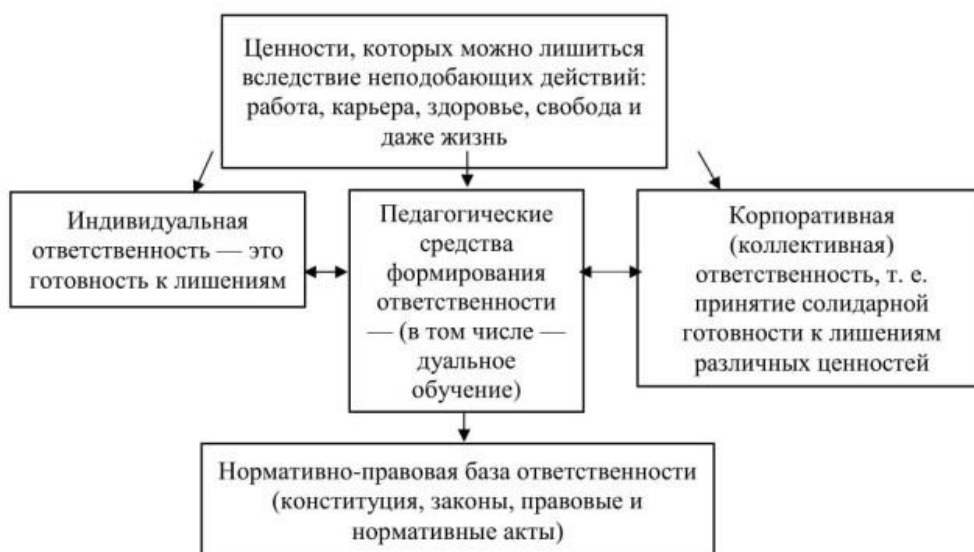 Ценности, которых можно лишиться
вследствие неподобающих действий:
работа, карьера, здоровье, свобода и
даже жизнь
Индивидуальная
ответственность — это
готовность к лишениям
Педагогические
средства
формирования
ответственности
— (в том числе —
дуальное
обучение)
Корпоративная
(коллективная)
ответственность, т. е.
принятие солидарной
готовности к лишениям
различных ценностей
Нормативно-правовая база ответственности
(конституция, законы, правовые и
нормативные акты)